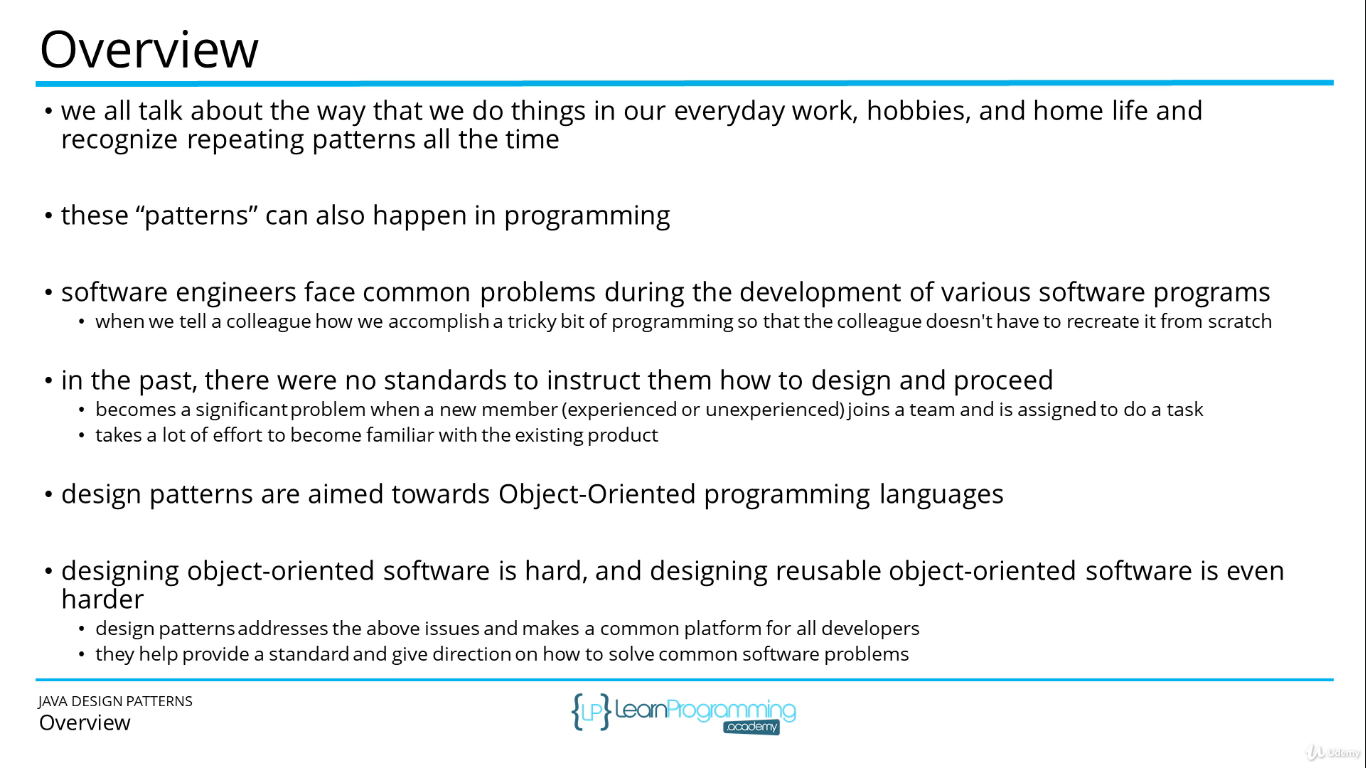 Overview
• we all talk about the way that we do things in our everyday work, hobbies, and home life and
recognize repeating patterns all the time
• these “patterns” can also happen in programming
• software engineers face common problems during the development of various software programs
• when we tell a colleague how we accomplish a tricky bit of programming so that the colleague doesn't have to recreate it from scratch
• in the past, there were no standards to instruct them how to design and proceed
• becomes a significant problem when a new member (experienced or unexperienced) joins a team and is assigned to do a task
• takes a lot of effort to become familiar with the existing product
• design patterns are aimed towards Object-Oriented programming languages
• designing object-oriented software is hard, and designing reusable object-oriented software is even
harder
• design patterns addresses the above issues and makes a common platform for all developers
• they help provide a standard and give direction on how to solve common software problems
JAVA DESIGN PATTERNS
Overview
{LP} LearnProgramming
.academy
Udemy